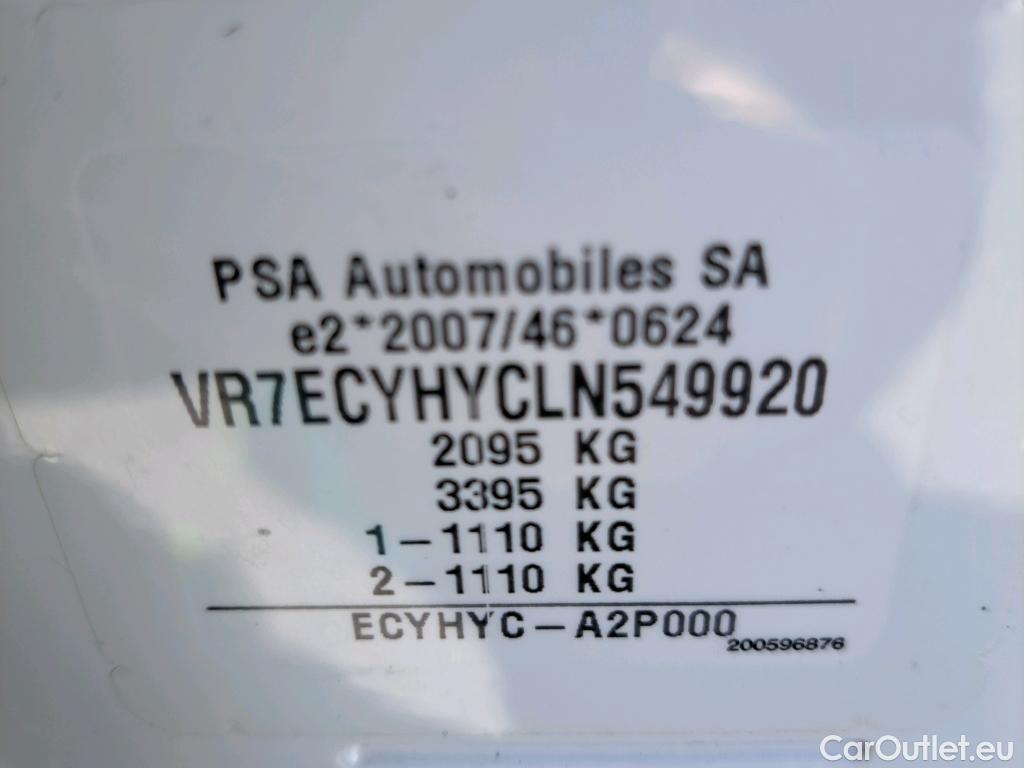 PSA Automobiles SA
e2*2007/46*0624
VR7ECYHYCLN549920
2095 KG
3395 KG
1-1110 KG
2-1110 KG
ECYHYC-A2P000
200596876
CarOutlet.eu